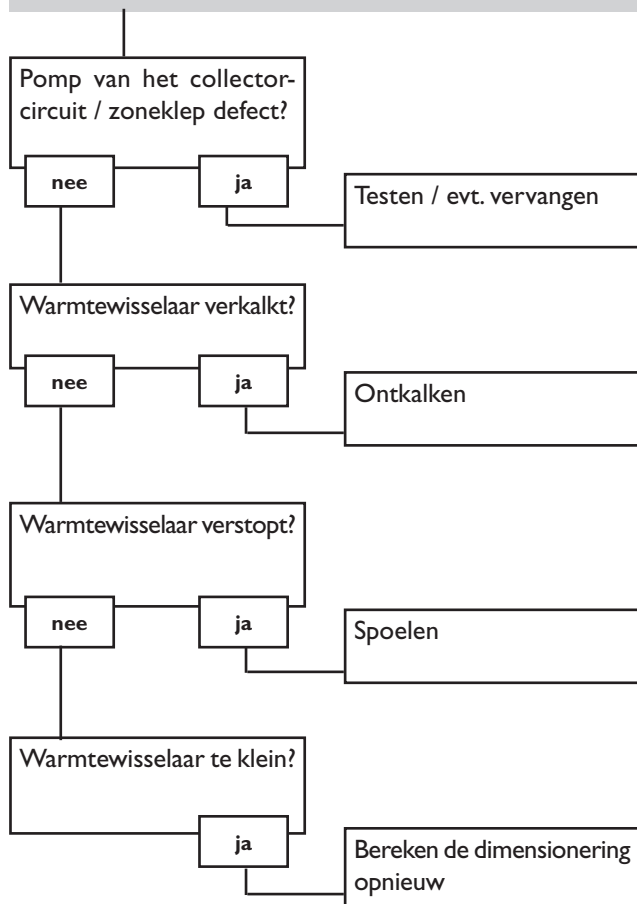 Pomp van het collector-
circuit / zoneklep defect?
nee
ja
Testen / evt. vervangen
Warmtewisselaar verkalkt?
nee
ja
Ontkalken
Warmtewisselaar verstopt?
nee
ja
Spoelen
Warmtewisselaar te klein?
ja
Bereken de dimensionering
opnieuw